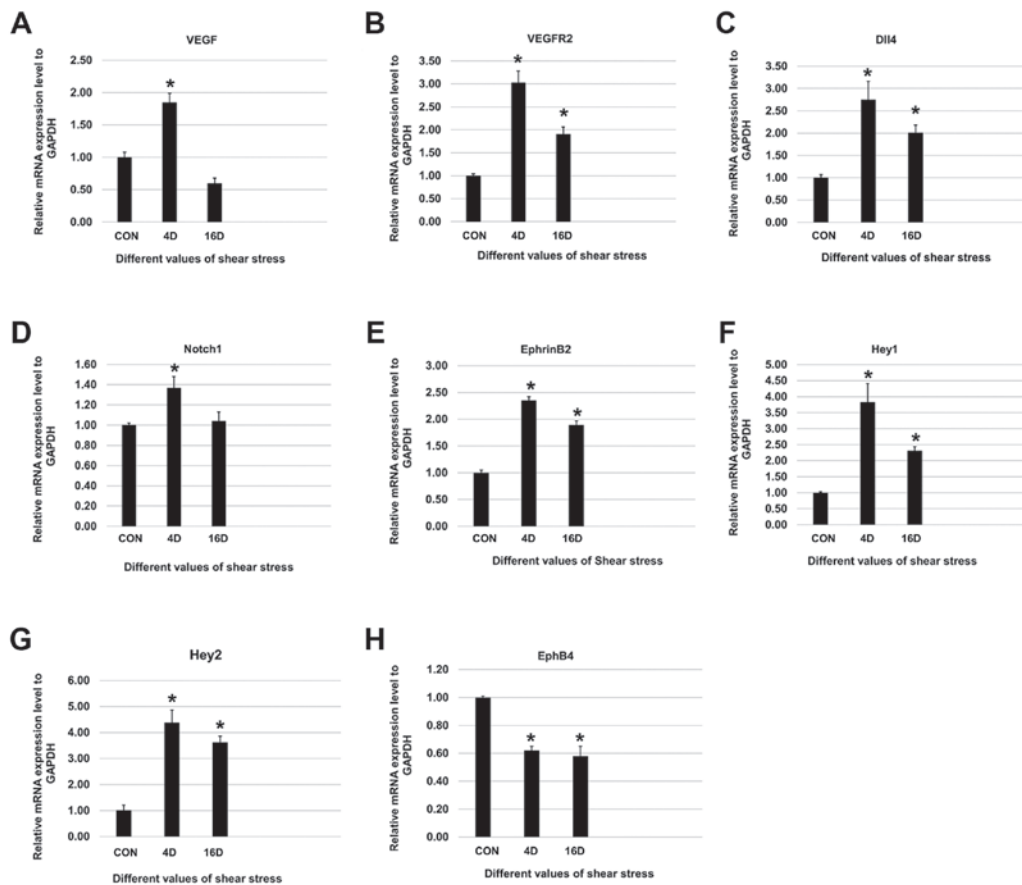 A
VEGF
Relative mRNA expression level to
GAPDH
2.50
2.00
1.50
1.00
0.50
0.00
*
CON 4D 16D
Different values of shear stress
B
VEGFR2
Relative mRNA expression level to
GAPDH
3.50
3.00
2.50
2.00
1.50
1.00
0.50
0.00
*
*
CON 4D 16D
Different values of shear stress
C
Dll4
Relative mRNA expression level to
GAPDH
3.50
3.00
2.50
2.00
1.50
1.00
0.50
0.00
*
*
CON 4D 16D
Different values of shear stress
D
Notch1
Relative mRNA expression level to
GAPDH
1.60
1.40
1.20
1.00
0.80
0.60
0.40
0.20
0.00
*
CON 4D 16D
Different values of shear stress
E
EphrinB2
Relative mRNA expression level to
GAPDH
3.00
2.50
2.00
1.50
1.00
0.50
0.00
*
*
CON 4D 16D
Different values of Shear stress
F
Hey1
Relative mRNA expression level to
GAPDH
5.00
4.50
4.00
3.50
3.00
2.50
2.00
1.50
1.00
0.50
0.00
*
*
CON 4D 16D
Different values of shear stress
G
Hey2
Relative mRNA expression level to
GAPDH
6.00
5.00
4.00
3.00
2.00
1.00
0.00
*
*
CON 4D 16D
Different values of shear stress
H
EphB4
Relative mRNA expression level to
GAPDH
1.20
1.00
0.80
0.60
0.40
0.20
0.00
*
*
CON 4D 16D
Different values of shear stress